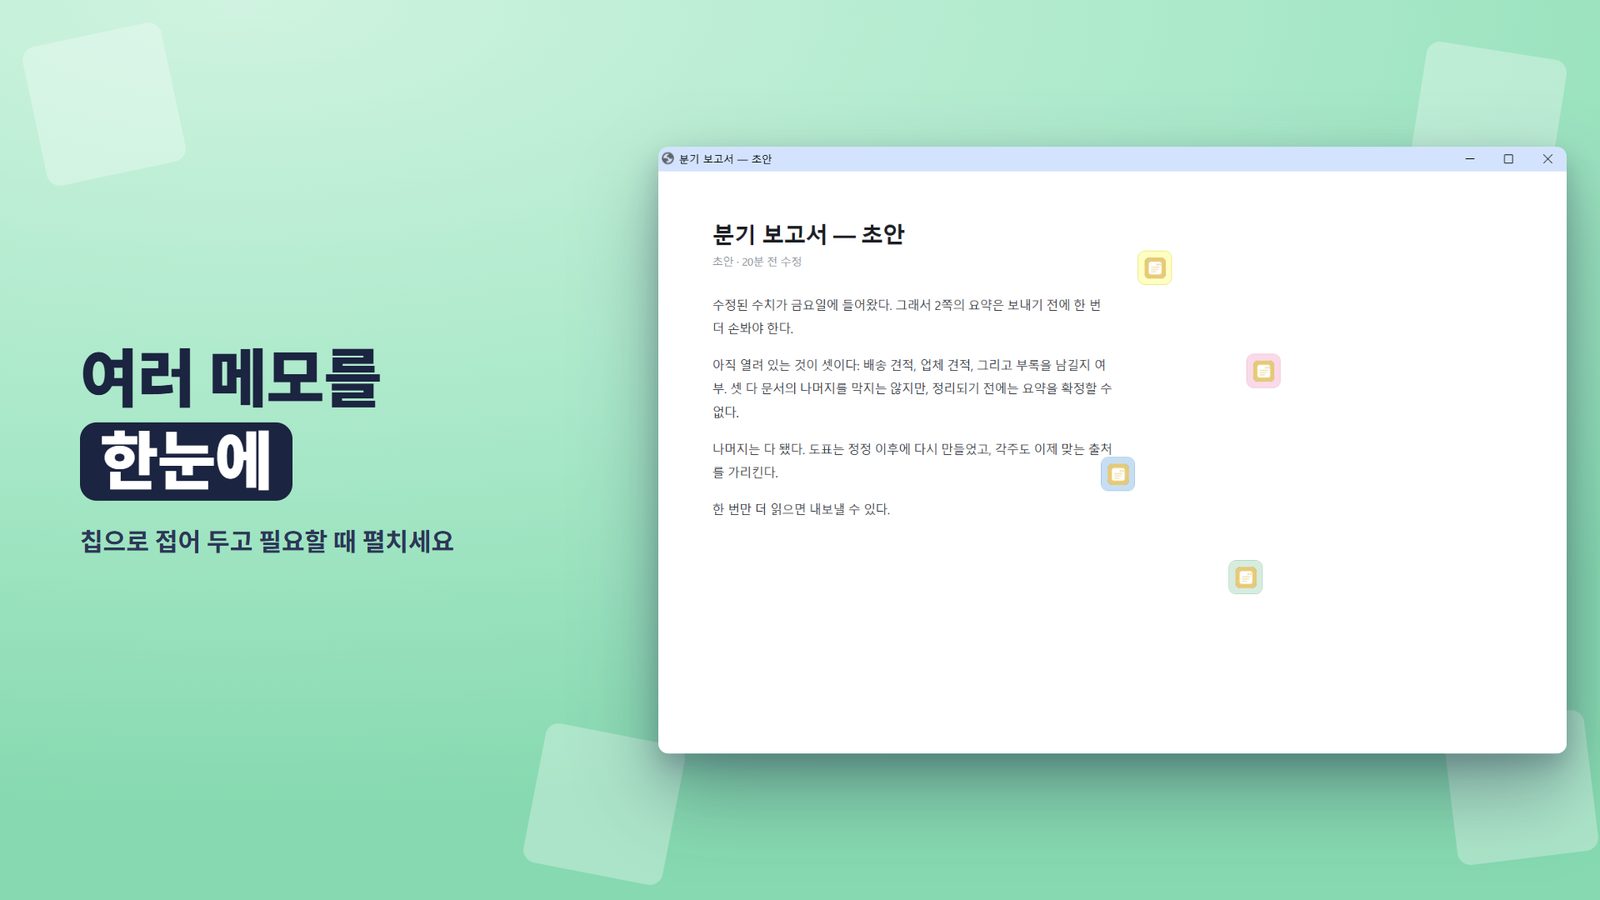 여러 메모를
한눈에
칩으로 접어 두고 필요할 때 펼치세요
분기 보고서 — 초안
분기 보고서 — 초안
초안 · 20분 전 수정
수정된 수치가 금요일에 들어왔다. 그래서 2쪽의 요약은 보내기 전에 한 번
더 손봐야 한다.
아직 열려 있는 것이 셋이다: 배송 견적, 업체 견적, 그리고 부록을 남길지 여
부. 셋 다 문서의 나머지를 막지는 않지만, 정리되기 전에는 요약을 확정할 수
없다.
나머지는 다 됐다. 도표는 정정 이후에 다시 만들었고, 각주도 이제 맞는 출처
를 가리킨다.
한 번만 더 읽으면 내보낼 수 있다.